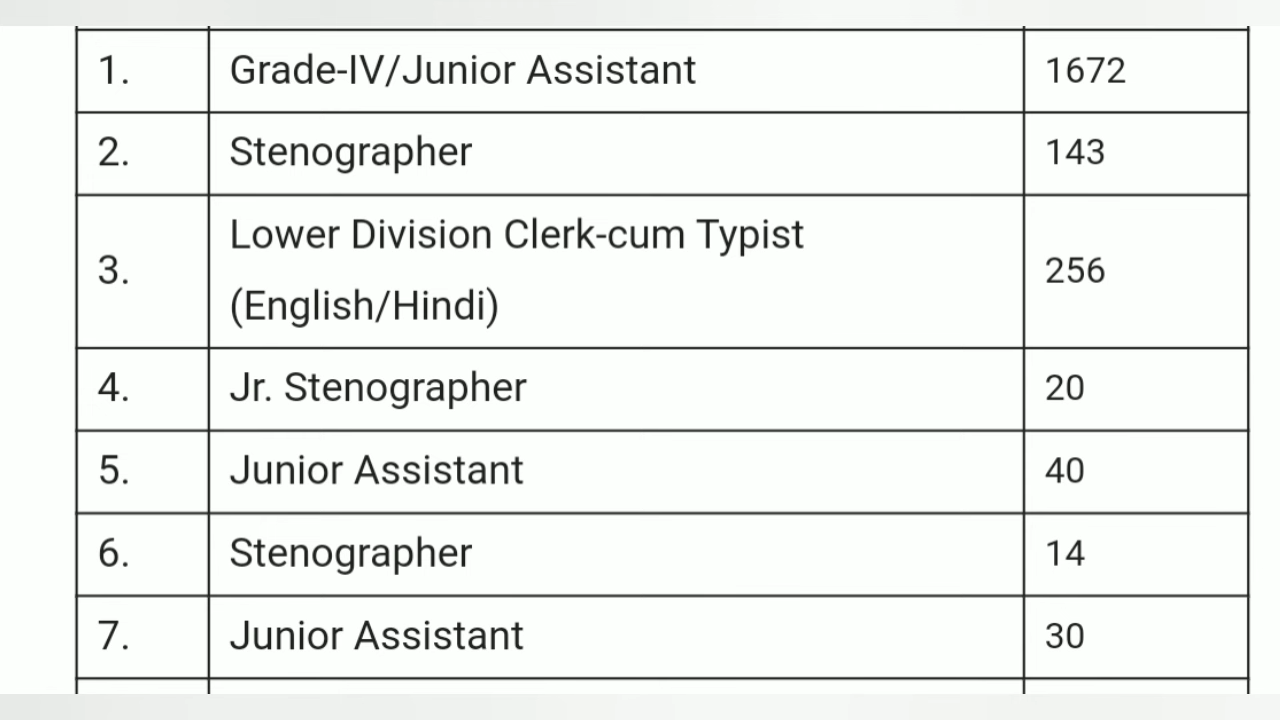 1. Grade-IV/Junior Assistant 1672
2. Stenographer 143
3. Lower Division Clerk-cum Typist
(English/Hindi) 256
4. Jr. Stenographer 20
5. Junior Assistant 40
6. Stenographer 14
7. Junior Assistant 30